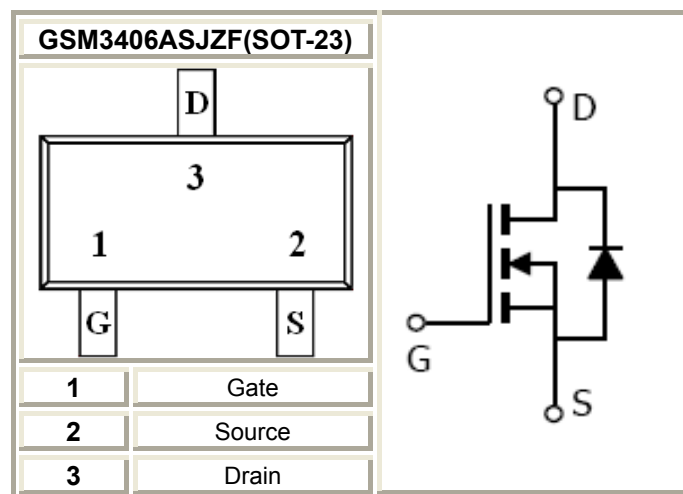 GSM3406ASJZF(SOT-23)
D
3
1 2
G S
1 Gate
2 Source
3 Drain
D
G
S